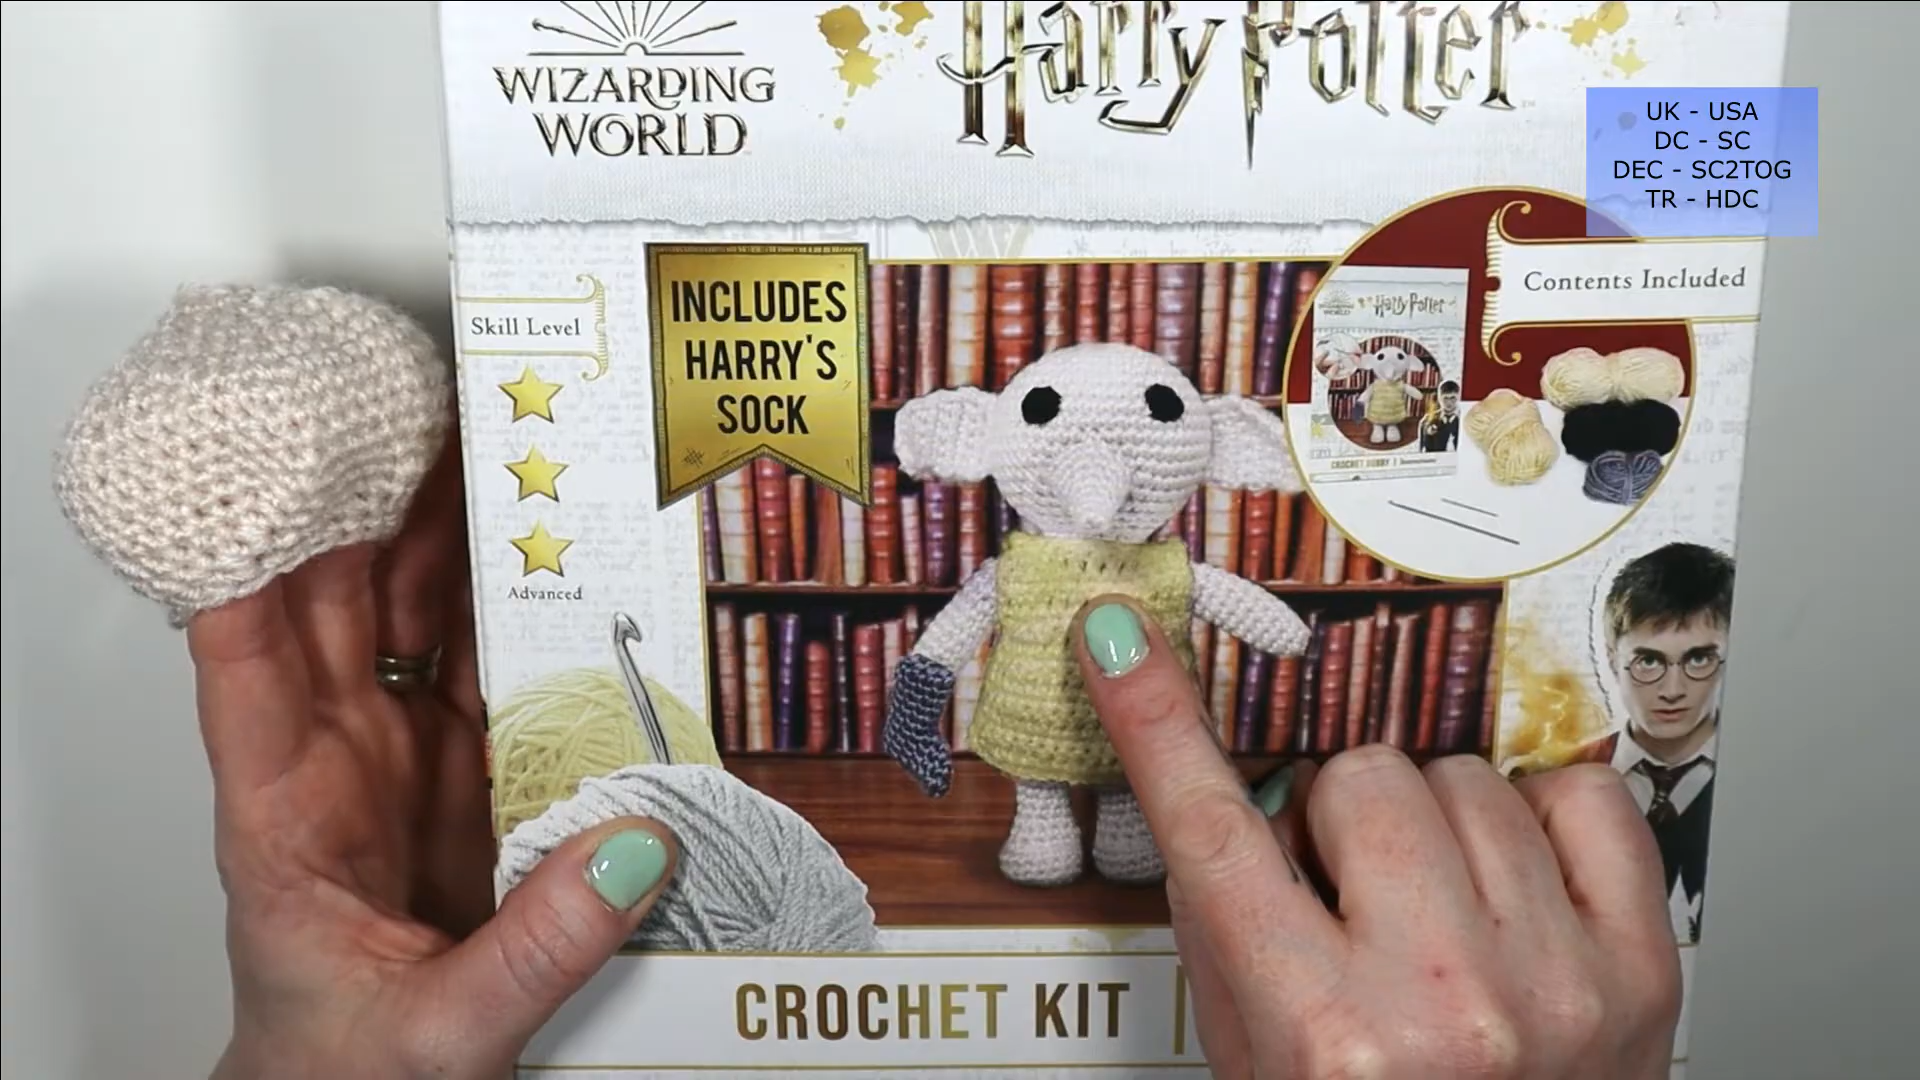 WIZARDING
WORLD
Harry Potter
UK - USA
DC - SC
DEC - SC2TOG
TR - HDC
Contents Included
Skill Level
INCLUDES
HARRY'S
SOCK
Harry Potter
Advanced
CROCHET KIT |